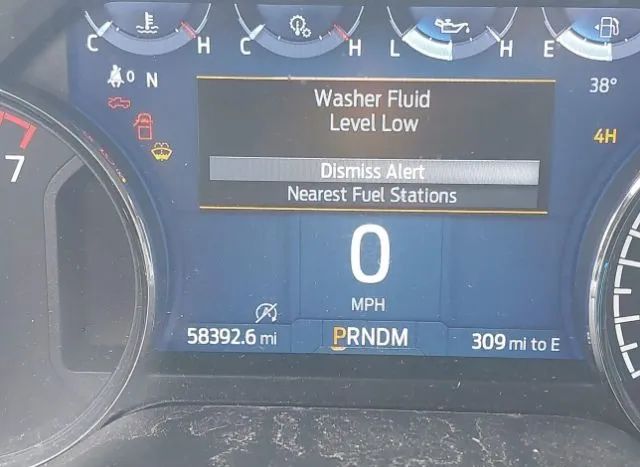 C H C H L H E
0 N
38°
Washer Fluid
Level Low
4H
7
Dismiss Alert
Nearest Fuel Stations
0
MPH
58392.6 mi
PRNDM
309 mi to E